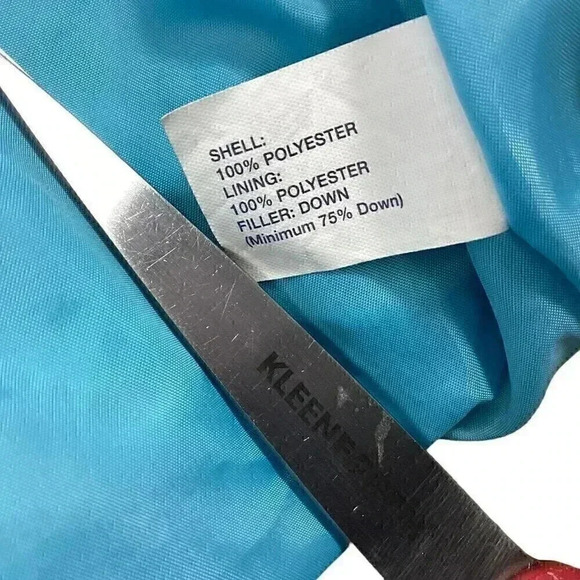 SHELL:
100% POLYESTER
LINING:
100% POLYESTER
FILLER: DOWN
(Minimum 75% Down)